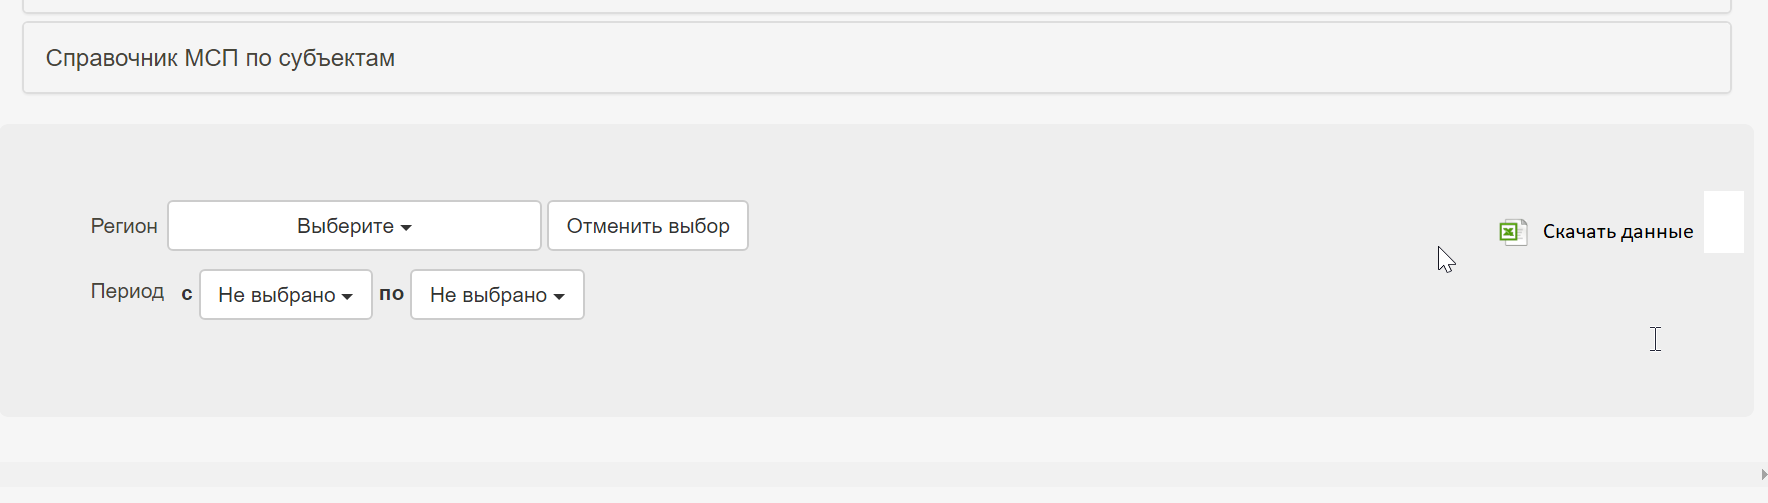 Справочник МСП по субъектам
Регион Выберите Отменить выбор Скачать данные
Период с Не выбрано по Не выбрано